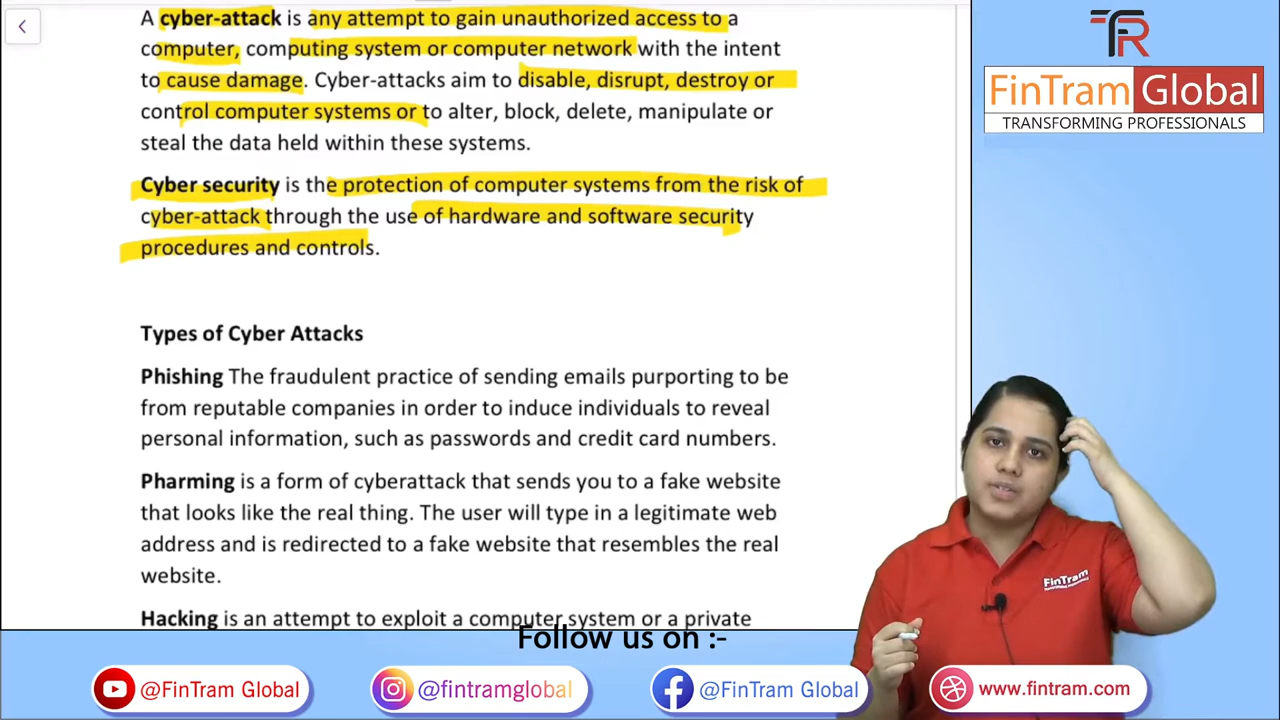 A cyber-attack is any attempt to gain unauthorized access to a
computer, computing system or computer network with the intent
to cause damage. Cyber-attacks aim to disable, disrupt, destroy or
control computer systems or to alter, block, delete, manipulate or
steal the data held within these systems.
Cyber security is the protection of computer systems from the risk of
cyber-attack through the use of hardware and software security
procedures and controls.
Types of Cyber Attacks
Phishing The fraudulent practice of sending emails purporting to be
from reputable companies in order to induce individuals to reveal
personal information, such as passwords and credit card numbers.
Pharming is a form of cyberattack that sends you to a fake website
that looks like the real thing. The user will type in a legitimate web
address and is redirected to a fake website that resembles the real
website.
Hacking is an attempt to exploit a computer system or a private
FinTram Global
TRANSFORMING PROFESSIONALS
FinTram
Follow us on :-
@FinTram Global
@fintramglobal
@FinTram Global
www.fintram.com